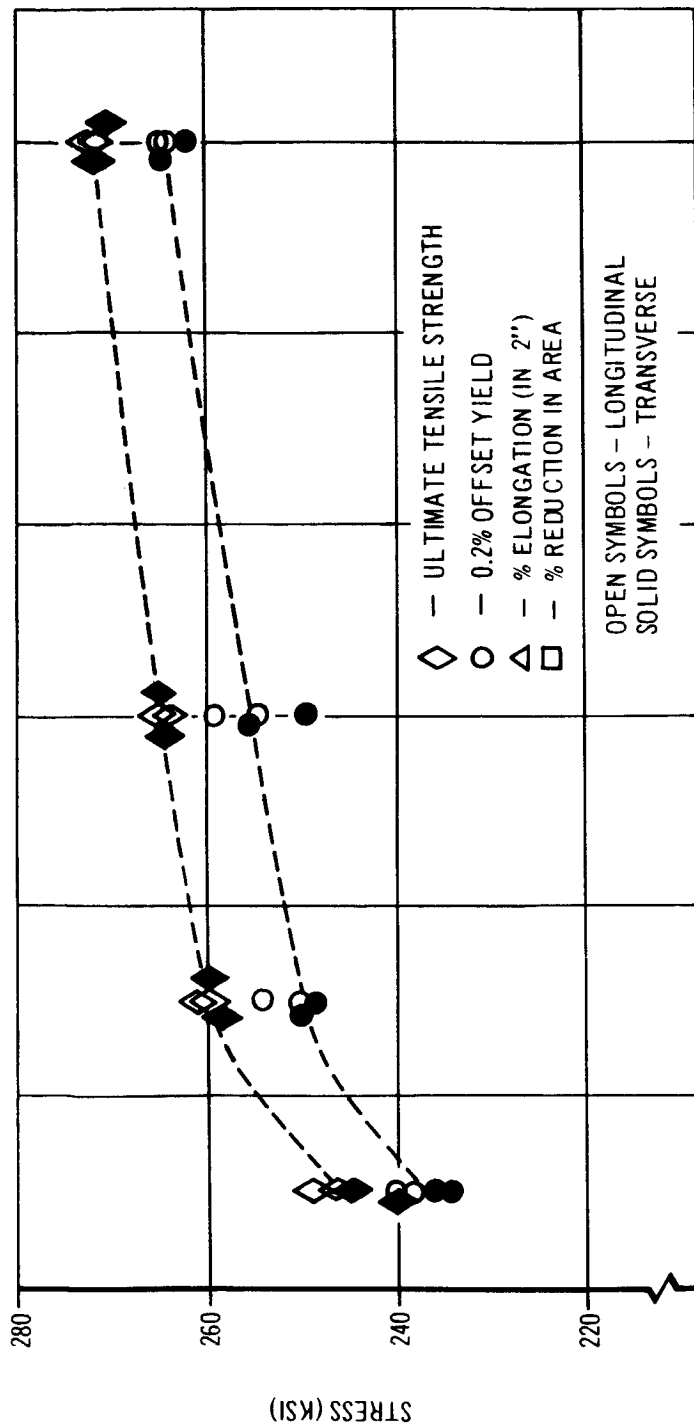 280
260
240
220
STRESS (KSI)
◇ — ULTIMATE TENSILE STRENGTH
○ — 0.2% OFFSET YIELD
△ — % ELONGATION (IN 2")
□ — % REDUCTION IN AREA
OPEN SYMBOLS - LONGITUDINAL
SOLID SYMBOLS - TRANSVERSE